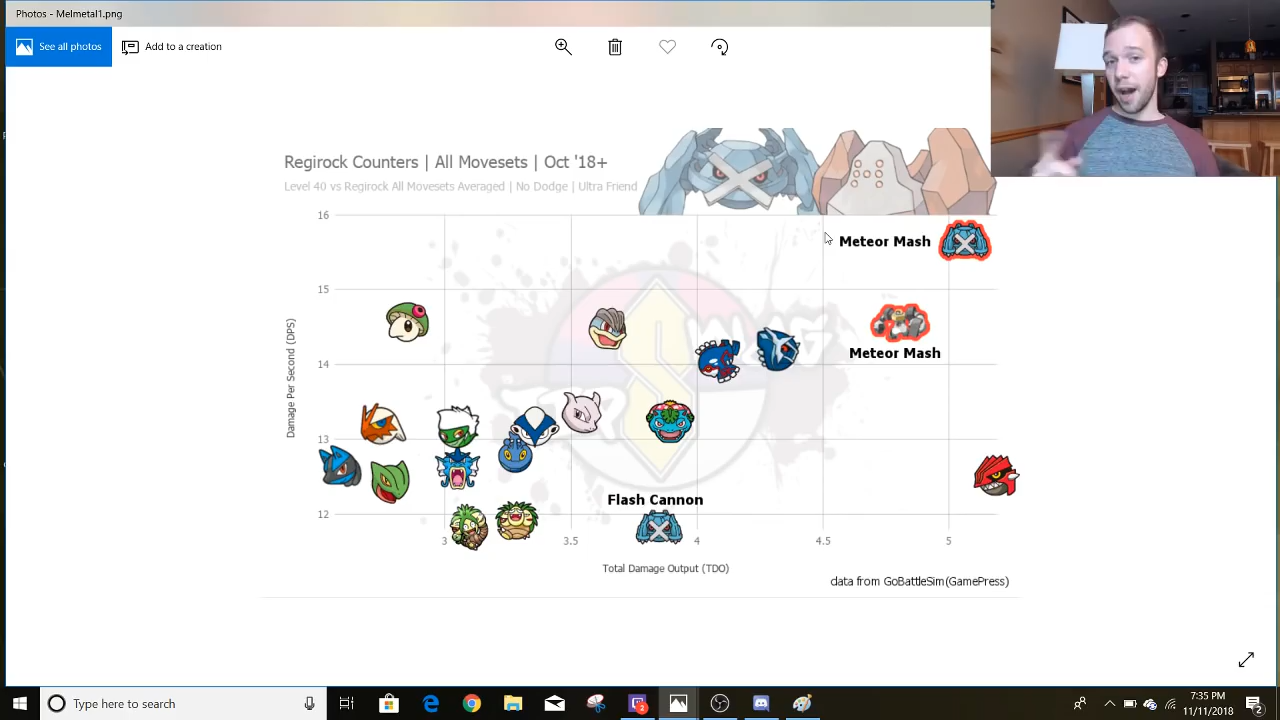 Photos - Melmetal1.png
See all photos
Add to a creation
Regirock Counters | All Movesets | Oct '18+
Level 40 vs Regirock All Movesets Averaged | No Dodge | Ultra Friend
16
Meteor Mash
15
14
Meteor Mash
13
12
Flash Cannon
Damage Per Second (DPS)
3 3.5 4 4.5 5
Total Damage Output (TDO)
data from GoBattleSim(GamePress)
Type here to search
2
7:35 PM
11/11/2018